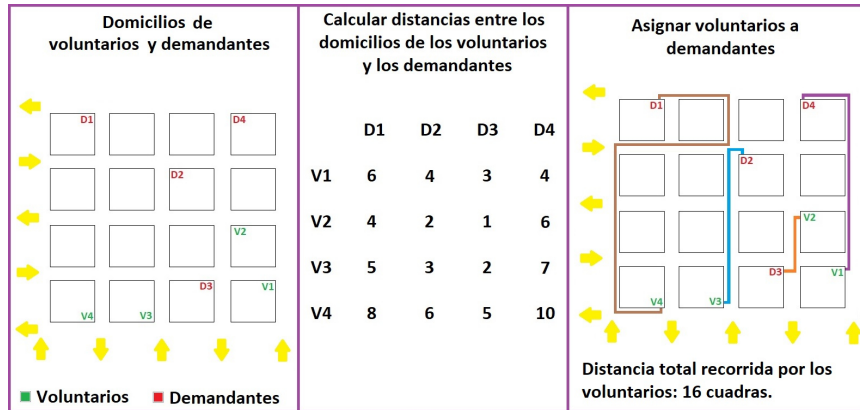 Domicilios de
voluntarios y demandantes
D1
D4
D2
V2
D3
V1
V4
V3
Voluntarios
Demandantes
Calcular distancias entre los
domicilios de los voluntarios
y los demandantes
D1 D2 D3 D4
V1 6 4 3 4
V2 4 2 1 6
V3 5 3 2 7
V4 8 6 5 10
Asignar voluntarios a
demandantes
D1
D4
D2
V2
D3
V1
V4
V3
Distancia total recorrida por los
voluntarios: 16 cuadras.